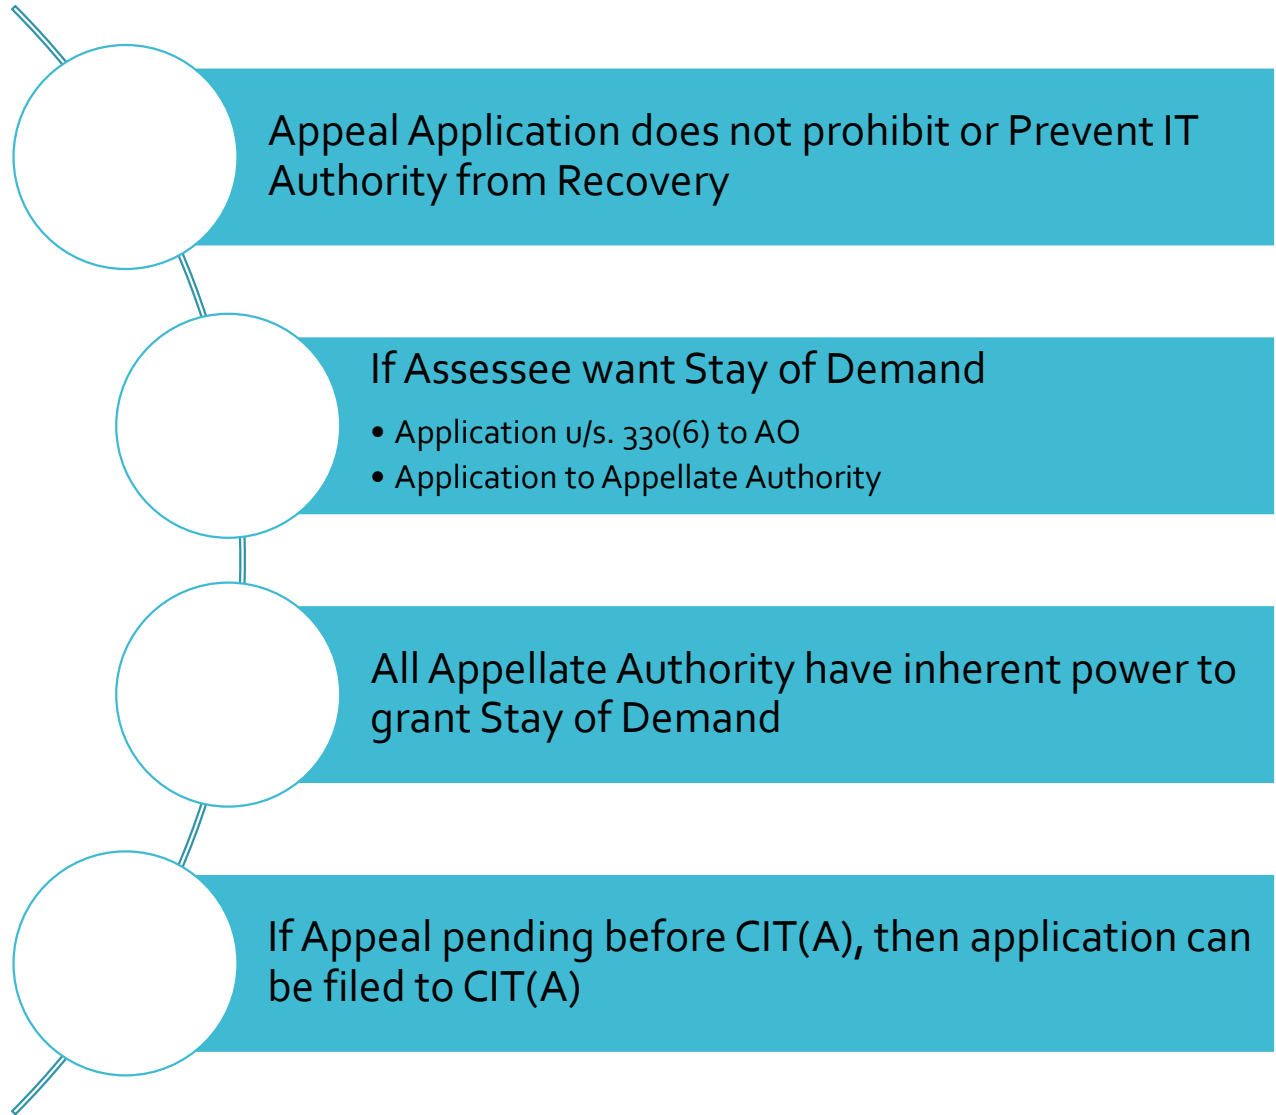 Appeal Application does not prohibit or Prevent IT
Authority from Recovery
If Assessee want Stay of Demand
• Application u/s. 330(6) to AO
• Application to Appellate Authority
All Appellate Authority have inherent power to
grant Stay of Demand
If Appeal pending before CIT(A), then application can
be filed to CIT(A)